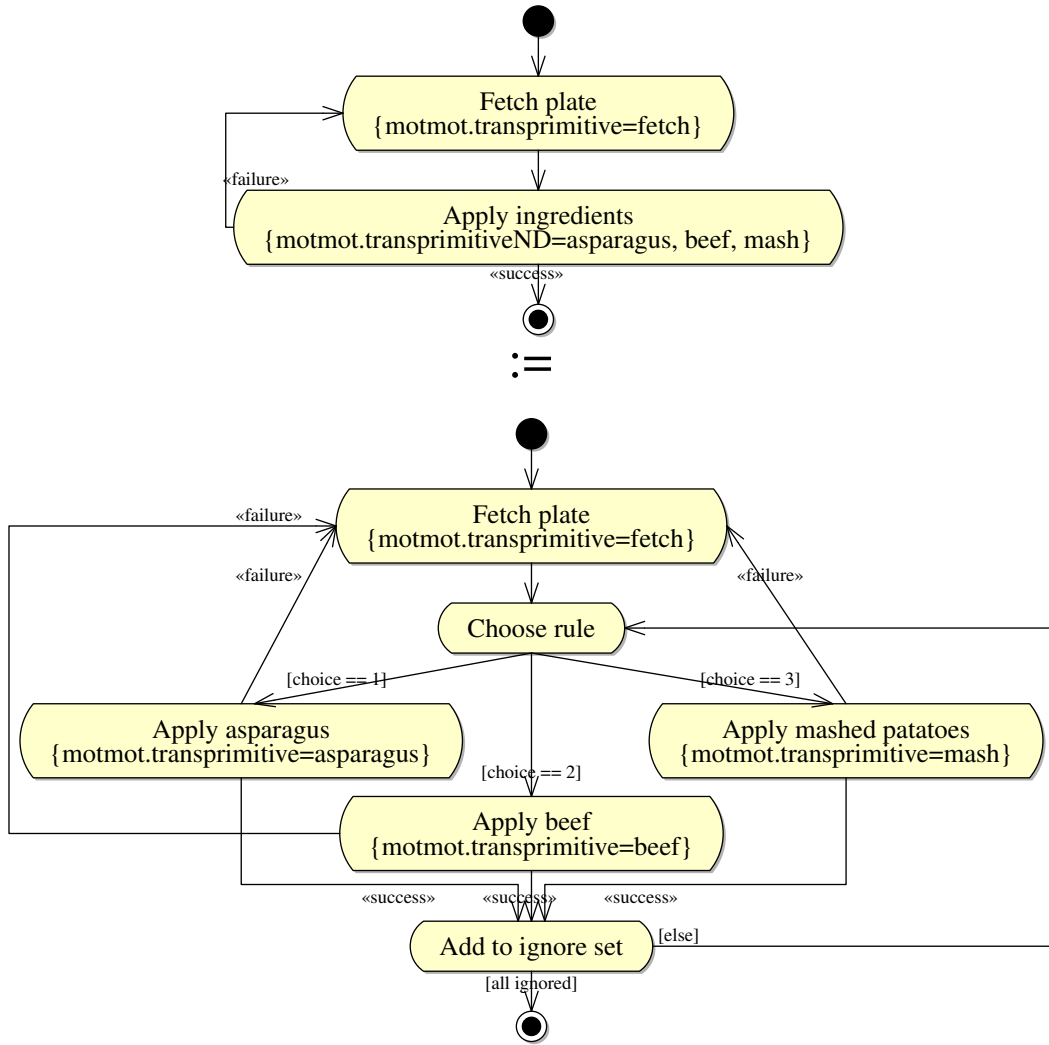 Fetch plate
{motmot.transprimitive=fetch}
«failure»
Apply ingredients
{motmot.transprimitiveND=asparagus, beef, mash}
«success»
:=
«failure»
Fetch plate
{motmot.transprimitive=fetch}
«failure»
«failure»
Choose rule
[choice == 1]
[choice == 3]
Apply asparagus
{motmot.transprimitive=asparagus}
Apply mashed patatoes
{motmot.transprimitive=mash}
[choice == 2]
Apply beef
{motmot.transprimitive=beef}
«success»
«success»
«success»
Add to ignore set
[else]
[all ignored]